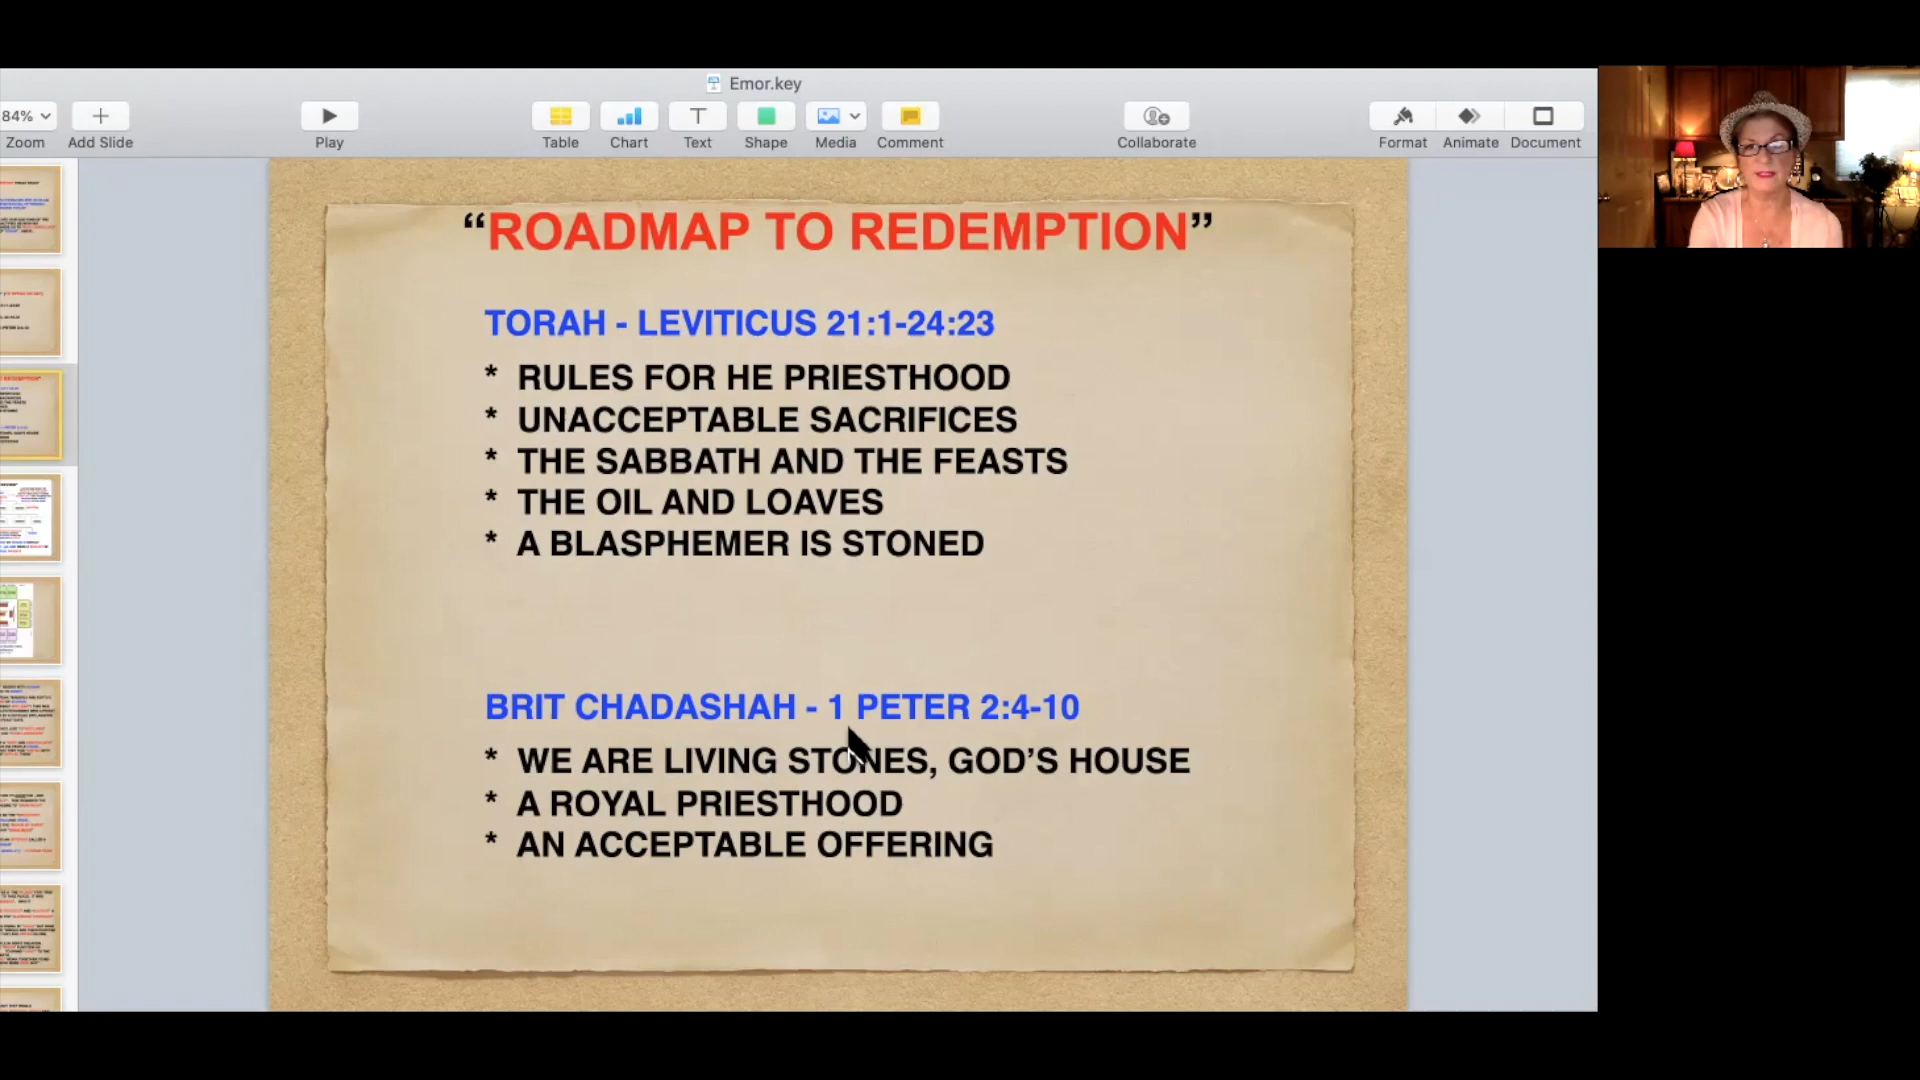 Emor.key
84%
Zoom
Add Slide
Play
Table
Chart
Text
Shape
Media
Comment
Collaborate
Format
Animate
Document
“ROADMAP TO REDEMPTION”
TORAH - LEVITICUS 21:1-24:23
* RULES FOR HE PRIESTHOOD
* UNACCEPTABLE SACRIFICES
* THE SABBATH AND THE FEASTS
* THE OIL AND LOAVES
* A BLASPHEMER IS STONED
BRIT CHADASHAH - 1 PETER 2:4-10
* WE ARE LIVING STONES, GOD’S HOUSE
* A ROYAL PRIESTHOOD
* AN ACCEPTABLE OFFERING